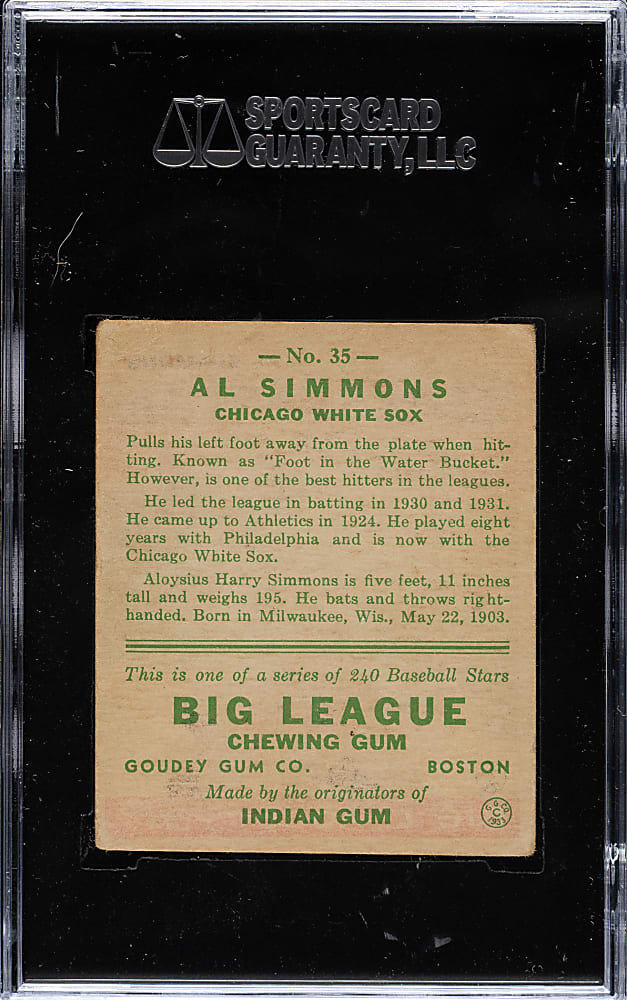 SPORTSCARD
GUARANTY, LLC
— No. 35 —
AL SIMMONS
CHICAGO WHITE SOX
Pulls his left foot away from the plate when hit-
ting. Known as "Foot in the Water Bucket."
However, is one of the best hitters in the leagues.
He led the league in batting in 1930 and 1931.
He came up to Athletics in 1924. He played eight
years with Philadelphia and is now with the
Chicago White Sox.
Aloysius Harry Simmons is five feet, 11 inches
tall and weighs 195. He bats and throws right-
handed. Born in Milwaukee, Wis., May 22, 1903.
This is one of a series of 240 Baseball Stars
BIG LEAGUE
CHEWING GUM
GOUDEY GUM CO. BOSTON
Made by the originators of
INDIAN GUM
G.G.CO.
C
1933